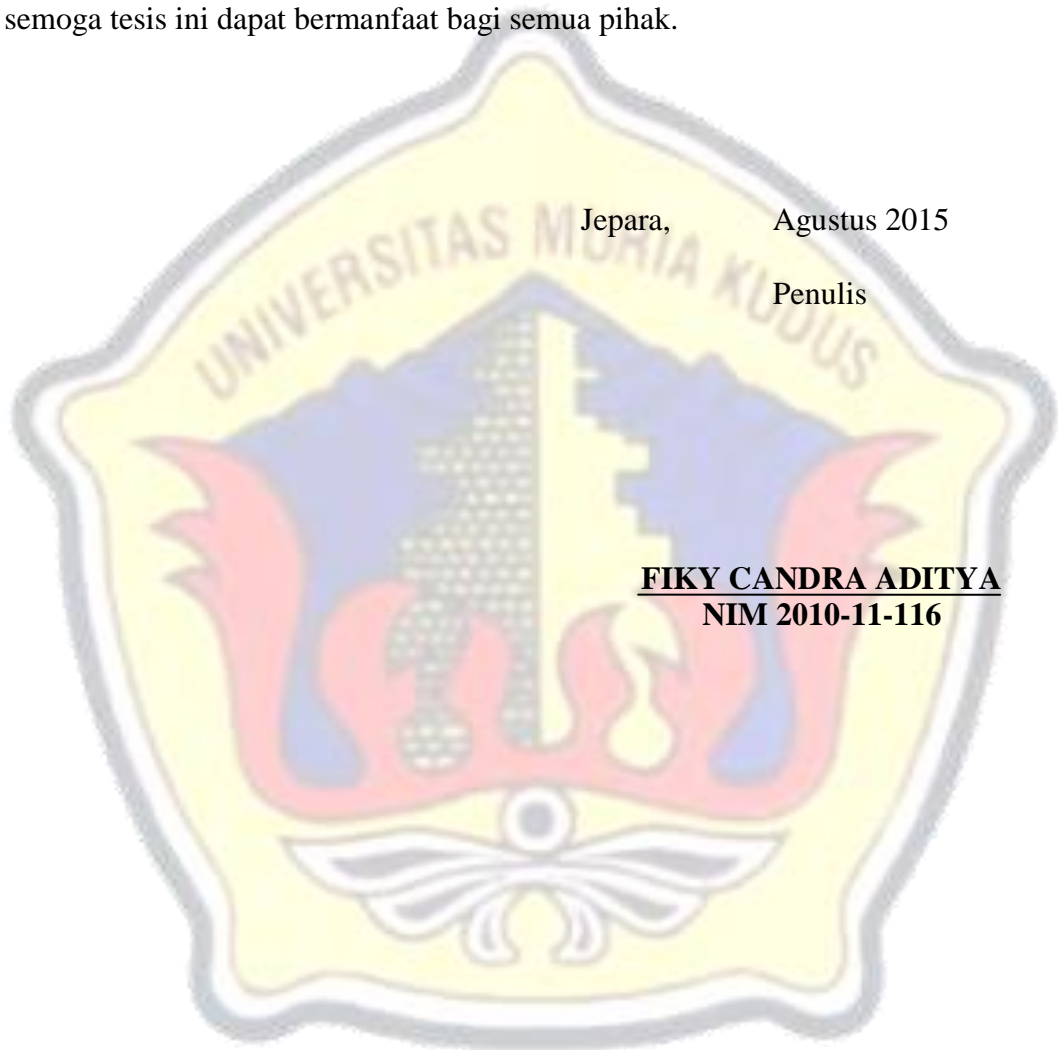 semoga tesis ini dapat bermanfaat bagi semua pihak.
UNIVERSITAS MURIA KUDUS
Jepara, Agustus 2015
Penulis
FIKY CANDRA ADITYA
NIM 2010-11-116